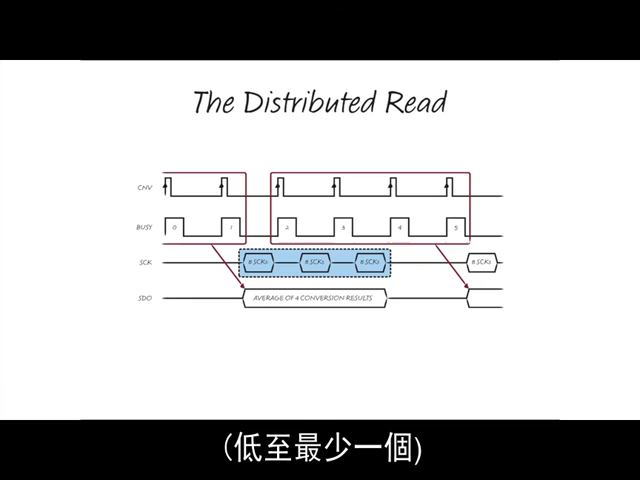 The Distributed Read
CNV
BUSY 0 1 2 3 4 5
SCK 8 SCKs 8 SCKs 8 SCKs 8 SCKs
SDO AVERAGE OF 4 CONVERSION RESULTS
(低至最少一個)